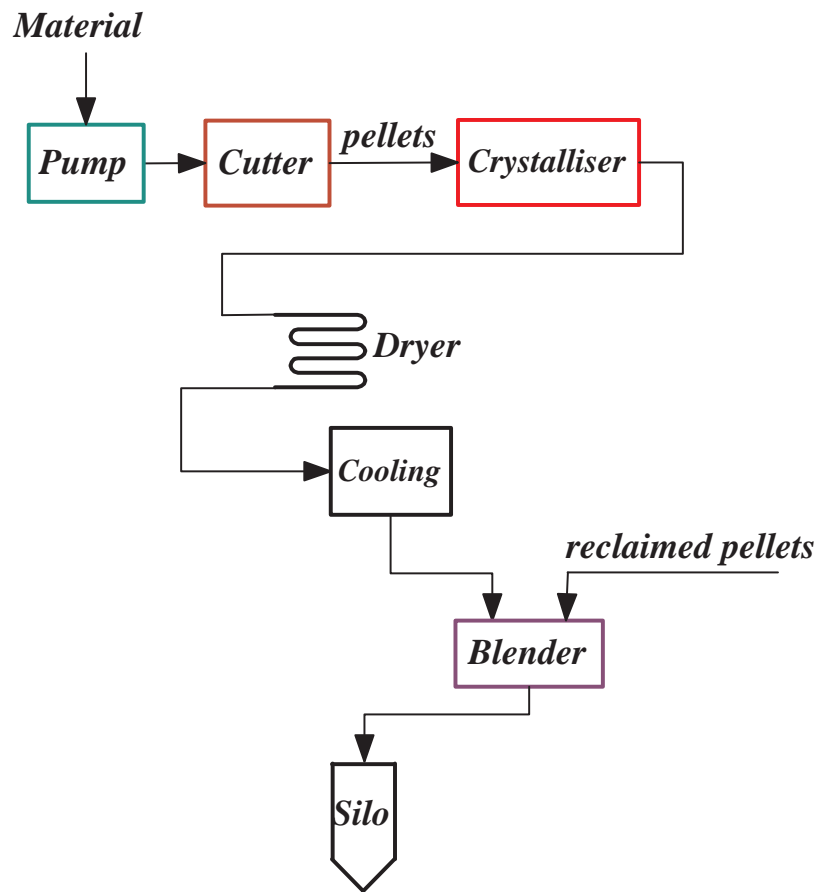 Material
Pump
Cutter
pellets
Crystalliser
Dryer
Cooling
reclaimed pellets
Blender
Silo